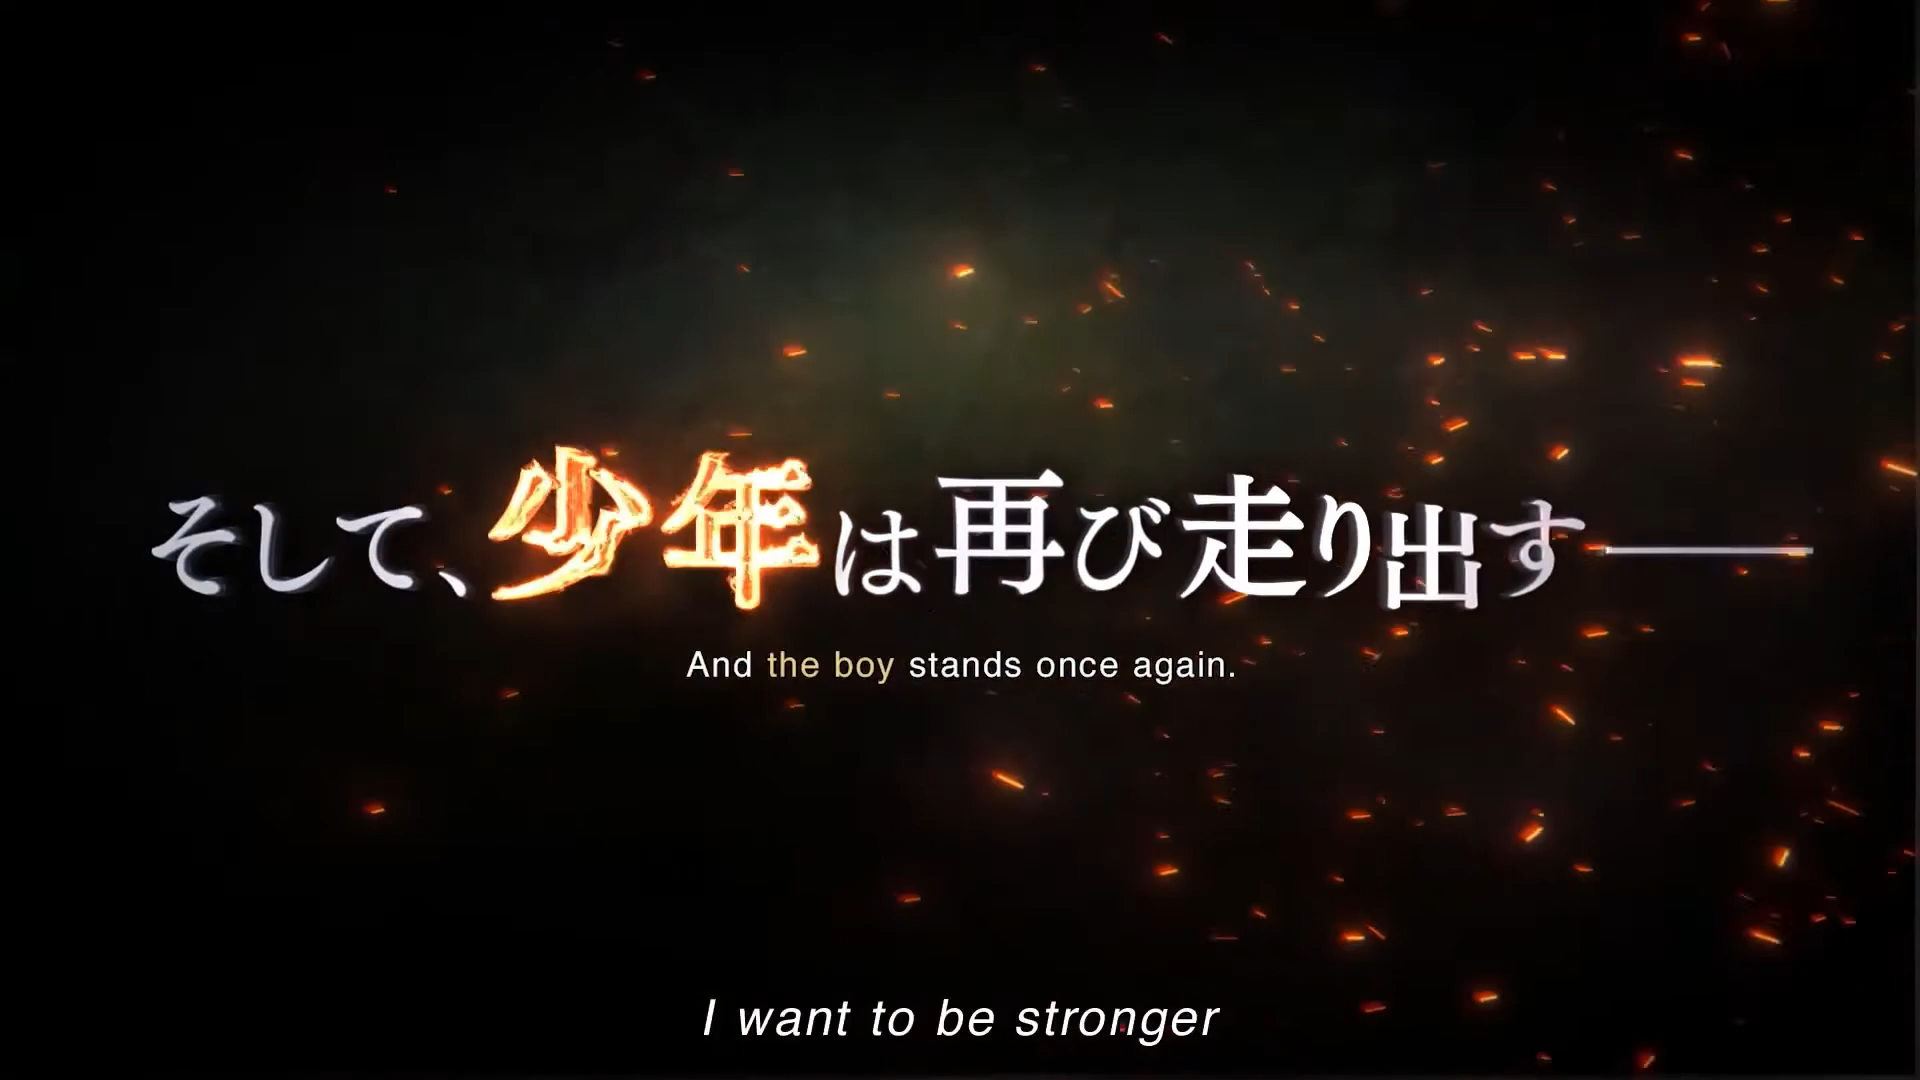 そして、少年は再び走り出す――
And the boy stands once again.
I want to be stronger